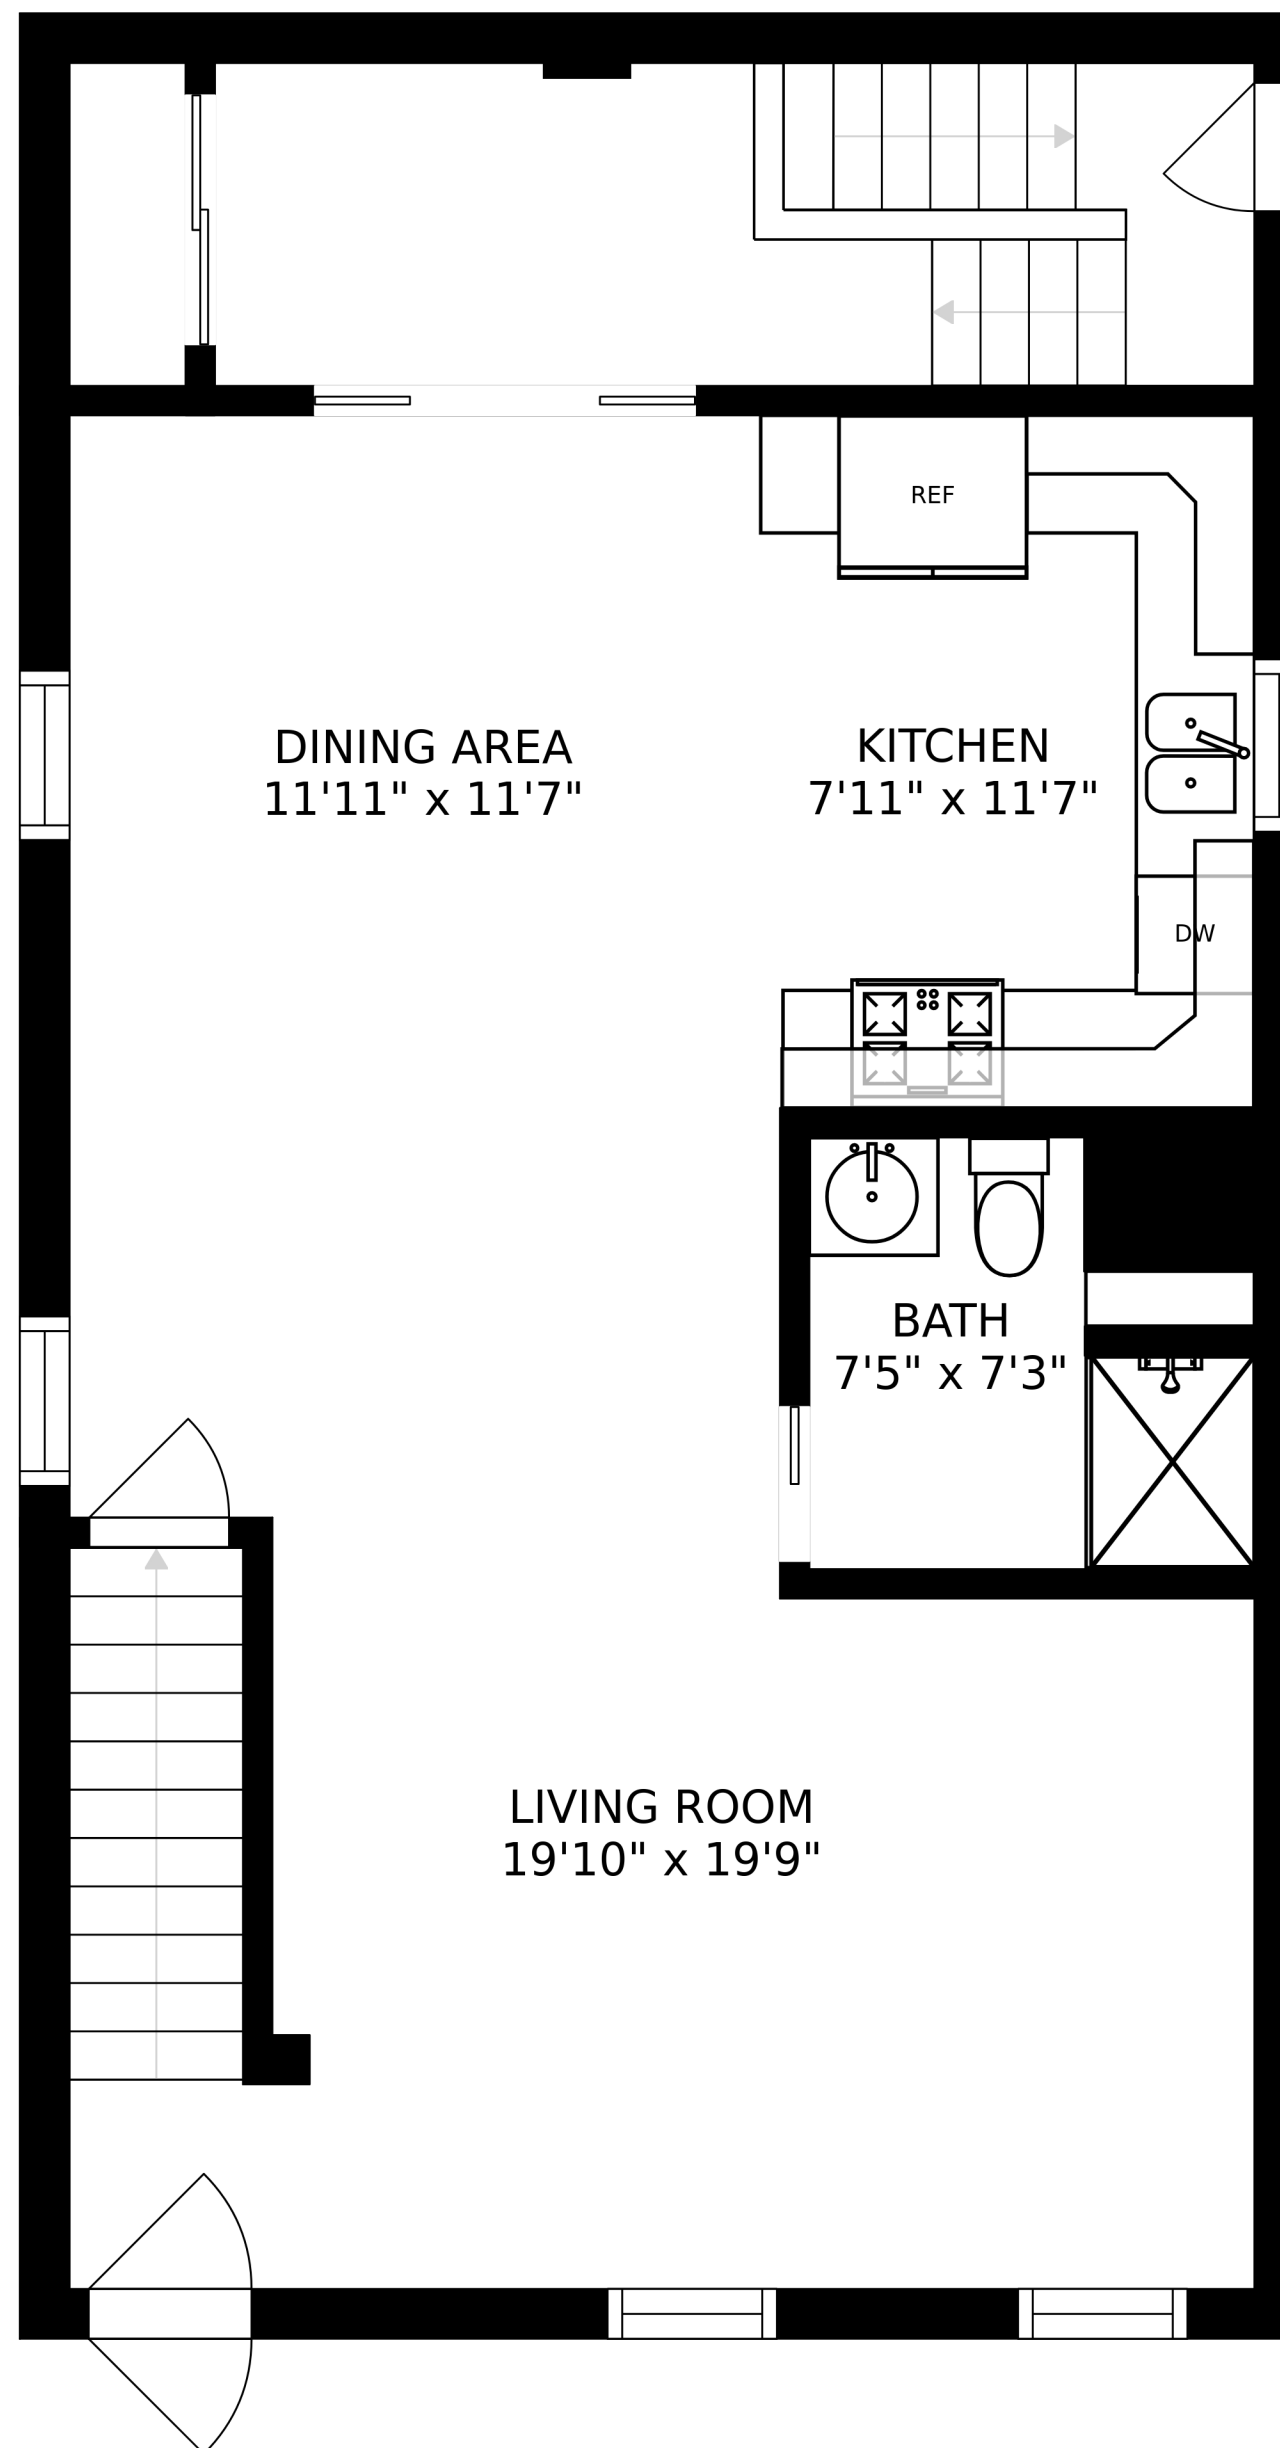 REF
DINING AREA
11'11" x 11'7"
KITCHEN
7'11" x 11'7"
DW
BATH
7'5" x 7'3"
LIVING ROOM
19'10" x 19'9"